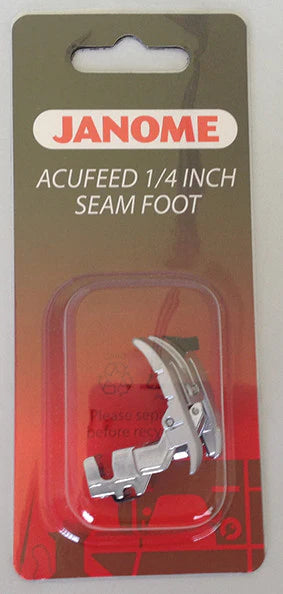 JANOME
ACUFEED 1/4 INCH
SEAM FOOT
Please sep
before recy